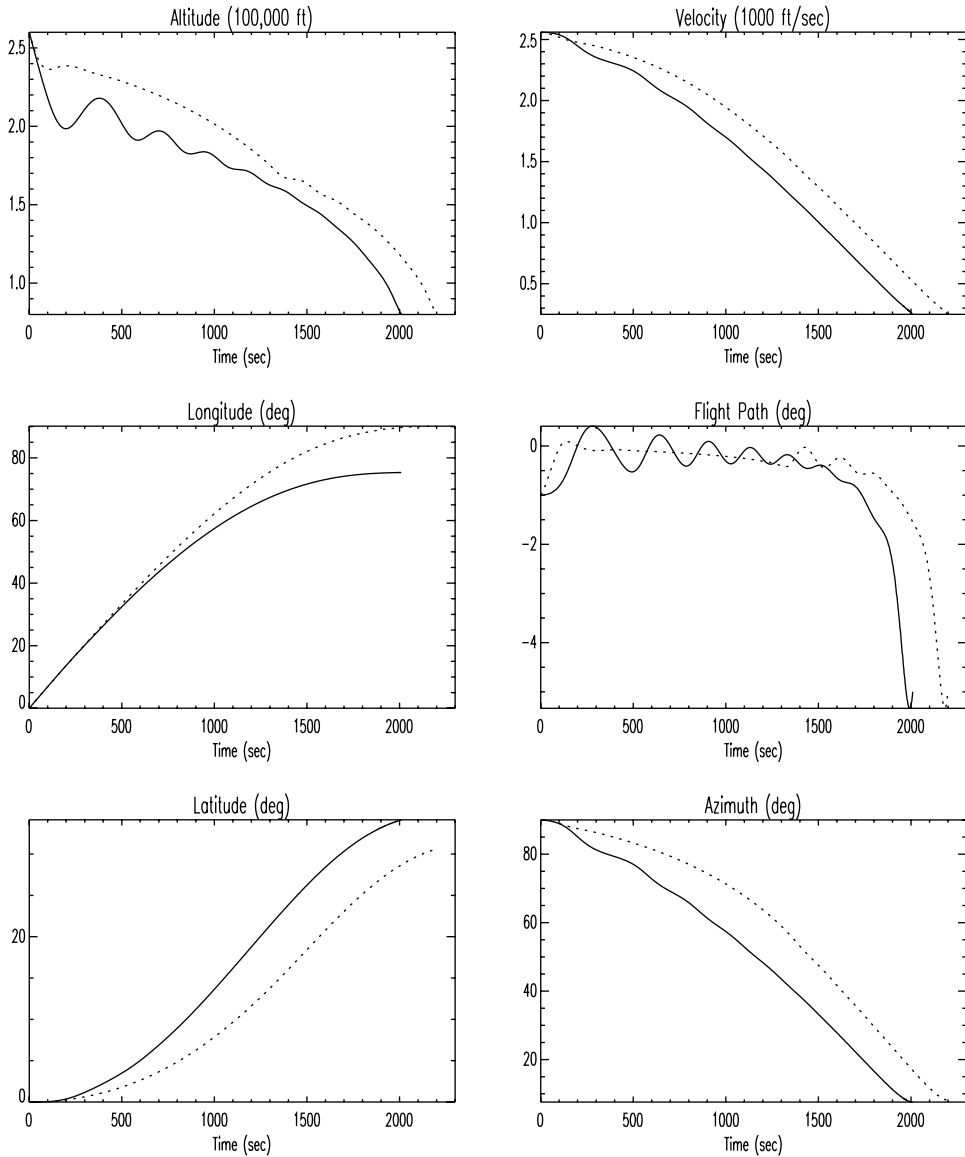 Altitude (100,000 ft)
2.5
2.0
1.5
1.0
0 500 1000 1500 2000
Time (sec)
Velocity (1000 ft/sec)
2.5
2.0
1.5
1.0
0.5
0 500 1000 1500 2000
Time (sec)
Longitude (deg)
80
60
40
20
0
0 500 1000 1500 2000
Time (sec)
Flight Path (deg)
0
-2
-4
0 500 1000 1500 2000
Time (sec)
Latitude (deg)
20
0
0 500 1000 1500 2000
Time (sec)
Azimuth (deg)
80
60
40
20
0 500 1000 1500 2000
Time (sec)